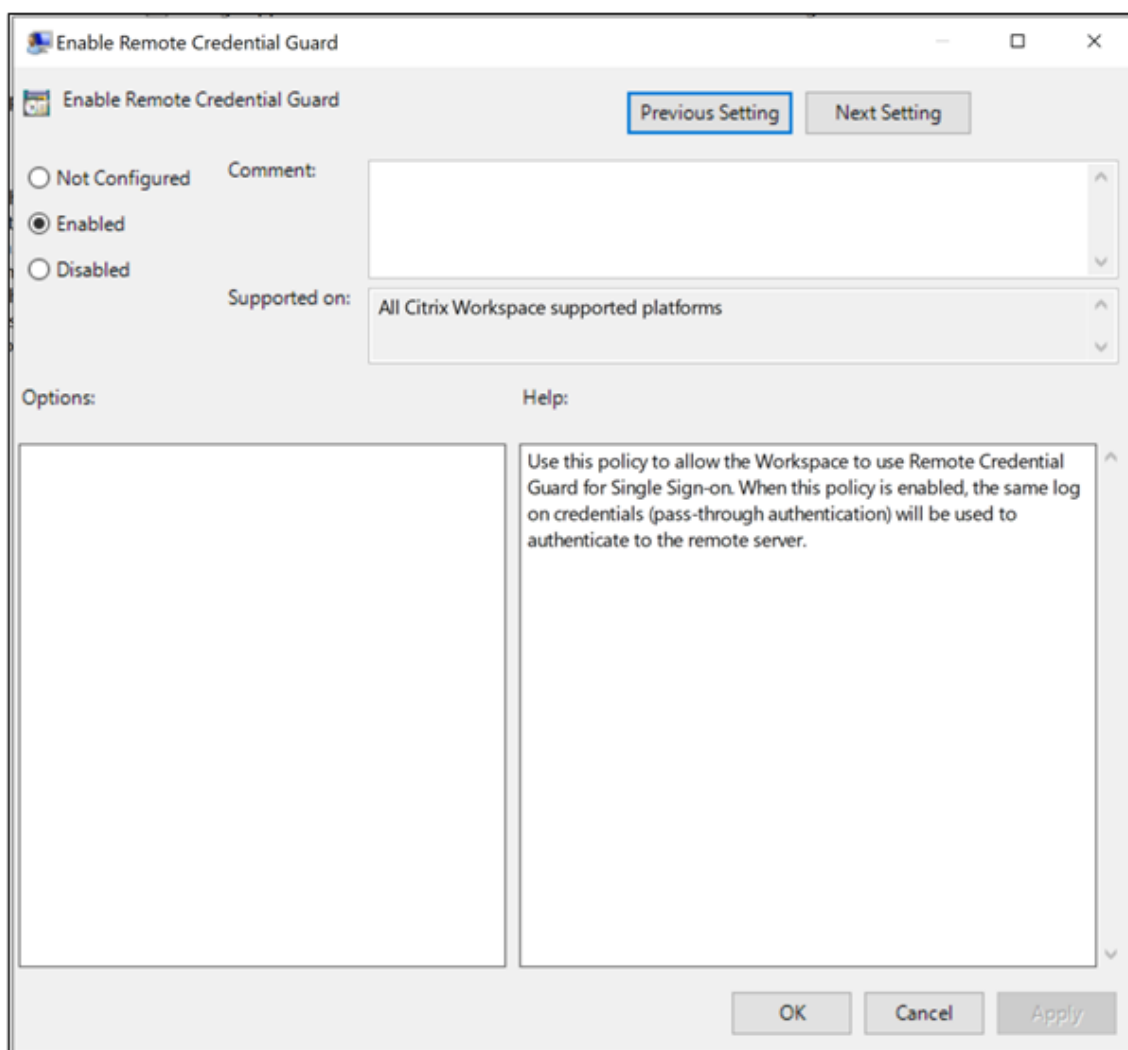 Enable Remote Credential Guard
Enable Remote Credential Guard
Previous Setting
Next Setting
Not Configured
Enabled
Disabled
Comment:
Supported on:
All Citrix Workspace supported platforms
Options:
Help:
Use this policy to allow the Workspace to use Remote Credential
Guard for Single Sign-on. When this policy is enabled, the same log
on credentials (pass-through authentication) will be used to
authenticate to the remote server.
OK
Cancel
Apply